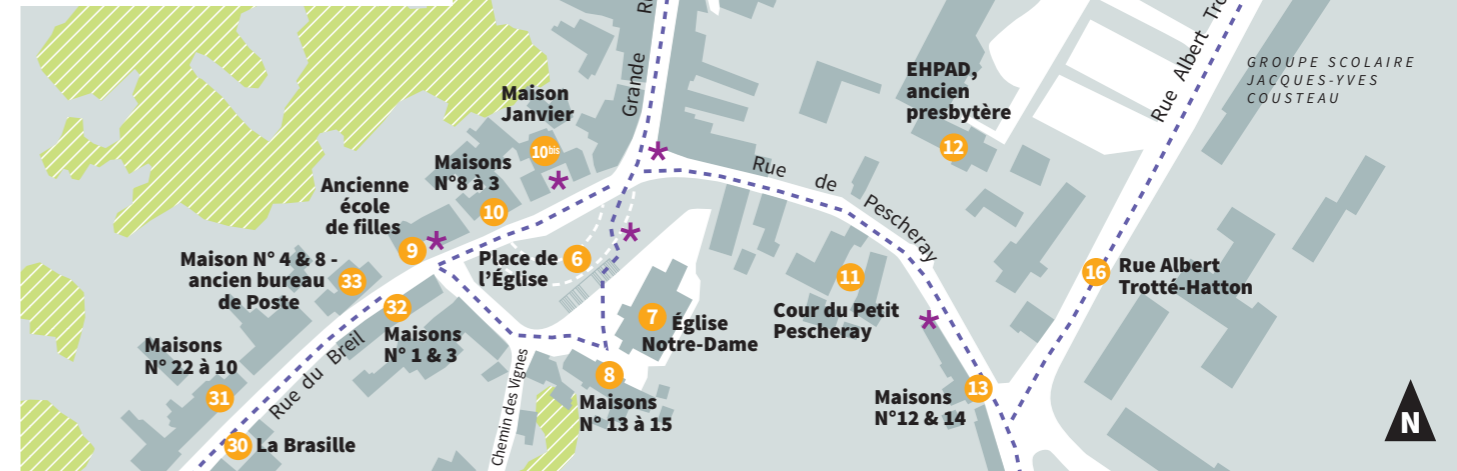 Grande Ru
Rue Albert Tro
GROUPE SCOLAIRE
JACQUES-YVES
COUSTEAU
EHPAD,
ancien
presbytère
12
Maison
Janvier
10bis
Maisons
N°8 à 3
10
Rue de Pescheray
Ancienne
école
de filles
9
Place de
l'Église
6
Maison N° 4 & 8 -
ancien bureau
de Poste
33
32
Maisons
N° 1 & 3
7
Église
Notre-Dame
11
Cour du Petit
Pescheray
16
Rue Albert
Trotté-Hatton
Maisons
N° 22 à 10
31
Rue du Breil
Chemin des Vignes
8
Maisons
N° 13 à 15
13
Maisons
N°12 & 14
30
La Brasille
N